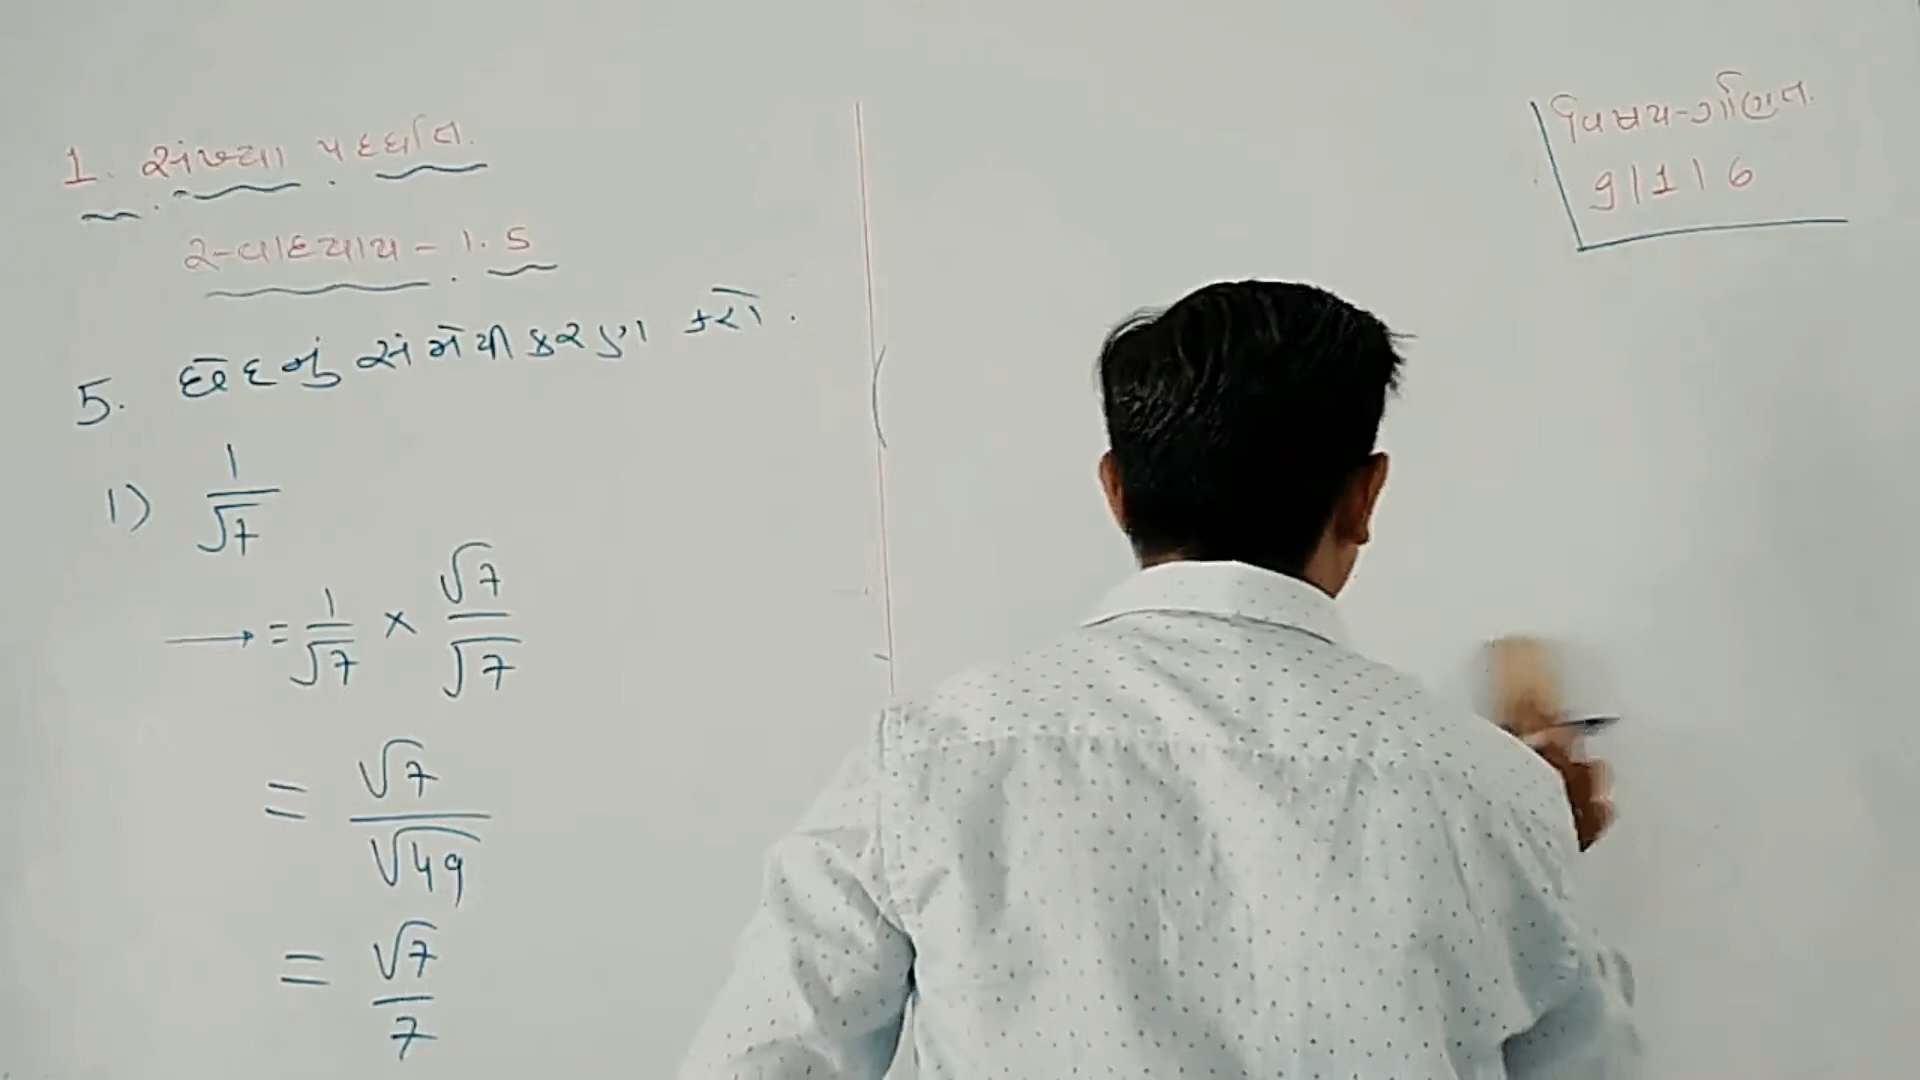 1. સંખ્યા પદ્ધતિ.
સ્વાધ્યાય - 1.5
5. છેદનું સંમેયીકરણ કરો.
1) 1/√7
→ = 1/√7 × √7/√7
= √7/√49
= √7/7
વિષય-ગણિત.
9|1|6